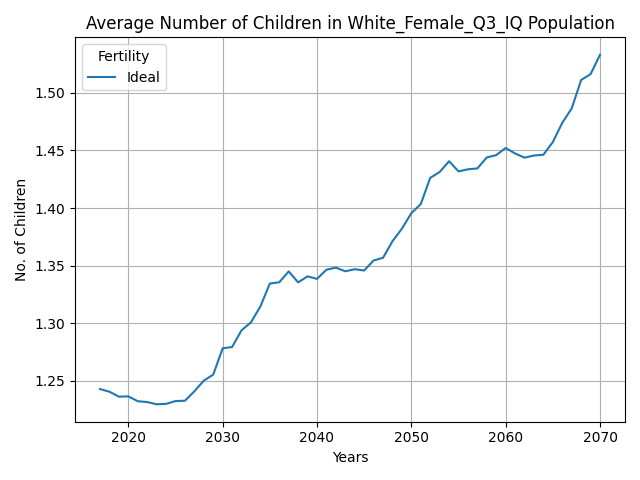 Average Number of Children in White_Female_Q3_IQ Population
Fertility
Ideal
1.50
1.45
1.40
1.35
1.30
1.25
No. of Children
2020 2030 2040 2050 2060 2070
Years